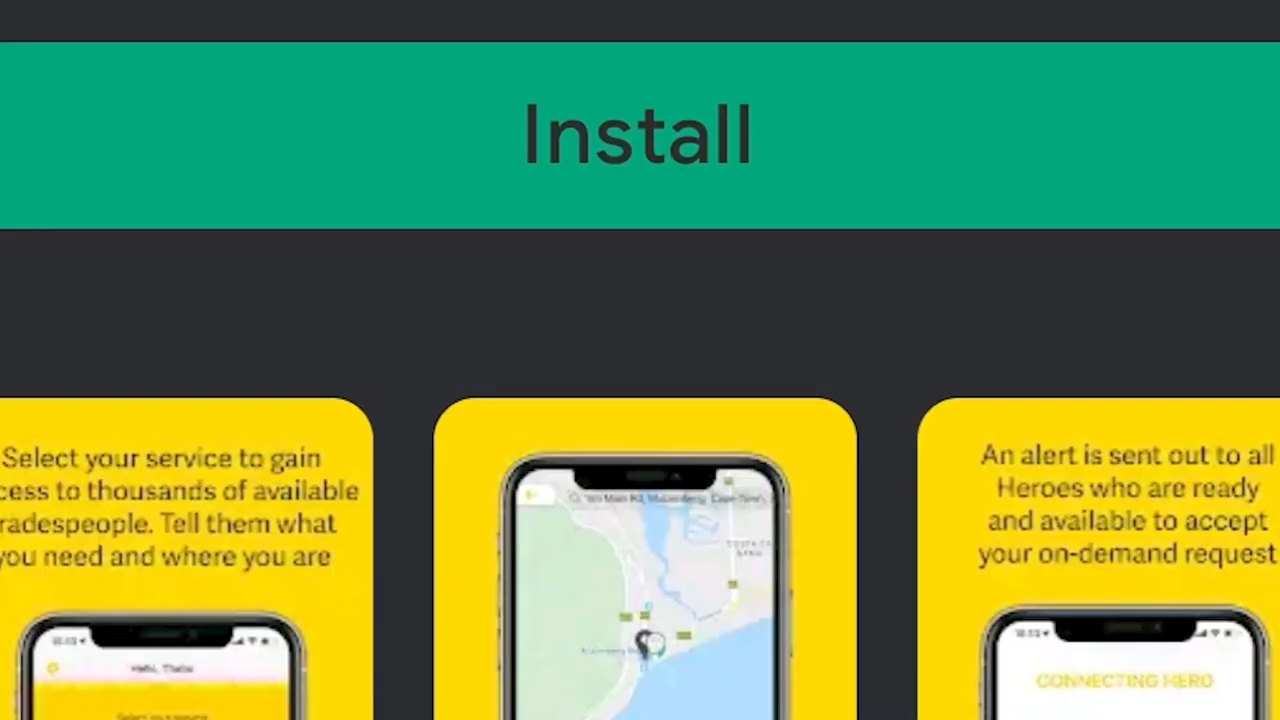 Install
Select your service to gain
cess to thousands of available
radespeople. Tell them what
you need and where you are
Hello, Thabo
An alert is sent out to all
Heroes who are ready
and available to accept
your on-demand request
CONNECTING HERO